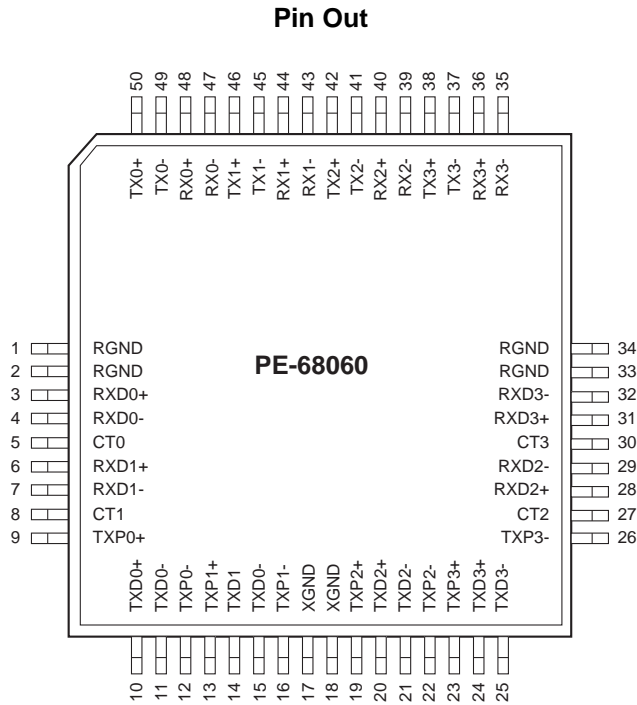 Pin Out
50 49 48 47 46 45 44 43 42 41 40 39 38 37 36 35
TX0+ TX0- RX0+ RX0- TX1+ TX1- RX1+ RX1- TX2+ TX2- RX2+ RX2- TX3+ TX3- RX3+ RX3-
PE-68060
1 RGND
2 RGND
3 RXD0+
4 RXD0-
5 CT0
6 RXD1+
7 RXD1-
8 CT1
9 TXP0+
RGND 34
RGND 33
RXD3- 32
RXD3+ 31
CT3 30
RXD2- 29
RXD2+ 28
CT2 27
TXP3- 26
TXD0+ TXD0- TXP0- TXP1+ TXD1 TXD0- TXP1- XGND XGND TXP2+ TXD2+ TXD2- TXP2- TXP3+ TXD3+ TXD3-
10 11 12 13 14 15 16 17 18 19 20 21 22 23 24 25